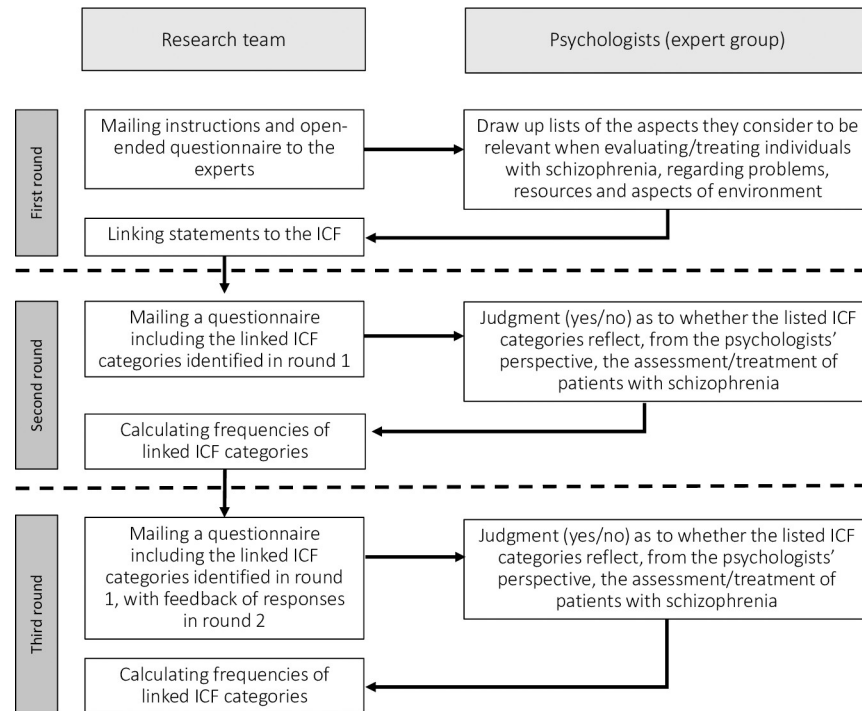 Research team
Psychologists (expert group)
First round
Mailing instructions and open-
ended questionnaire to the
experts
Draw up lists of the aspects they consider to be
relevant when evaluating/treating individuals
with schizophrenia, regarding problems,
resources and aspects of environment
Linking statements to the ICF
Second round
Mailing a questionnaire
including the linked ICF
categories identified in round 1
Judgment (yes/no) as to whether the listed ICF
categories reflect, from the psychologists’
perspective, the assessment/treatment of
patients with schizophrenia
Calculating frequencies of
linked ICF categories
Third round
Mailing a questionnaire
including the linked ICF
categories identified in round
1, with feedback of responses
in round 2
Judgment (yes/no) as to whether the listed ICF
categories reflect, from the psychologists’
perspective, the assessment/treatment of
patients with schizophrenia
Calculating frequencies of
linked ICF categories